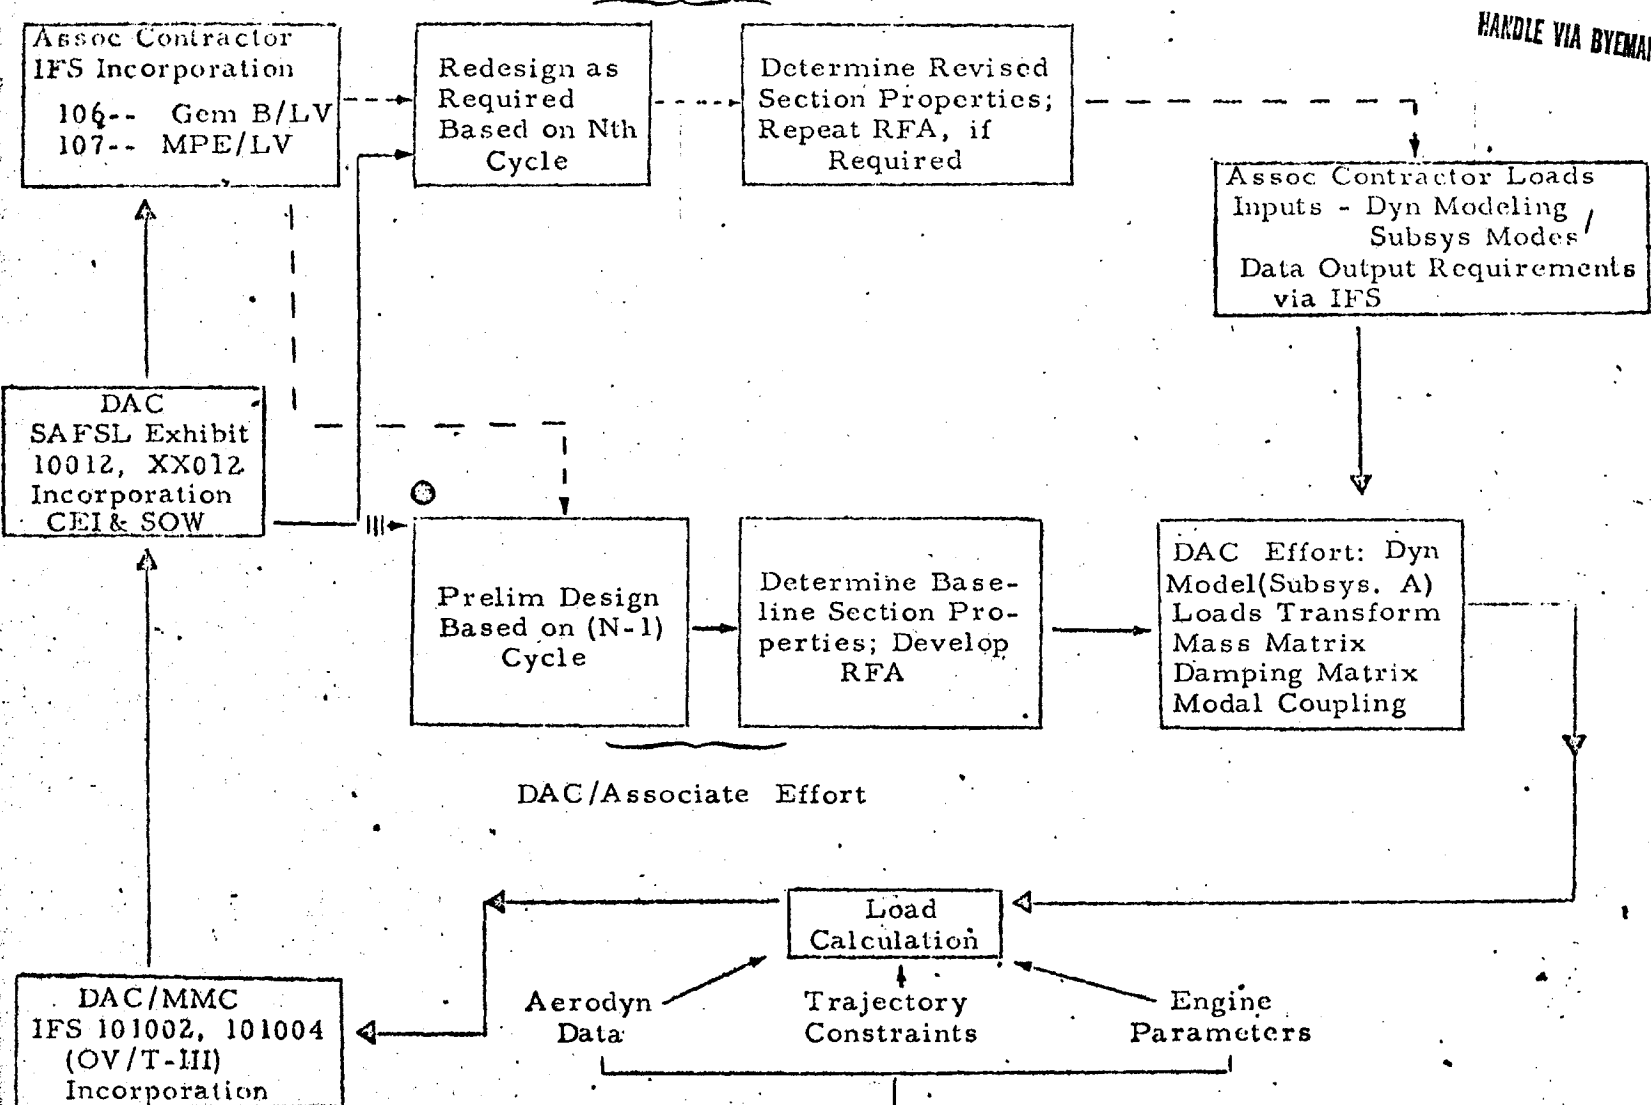 HANDLE VIA BYEMAN
Assoc Contractor
IFS Incorporation
106-- Gem B/LV
107-- MPE/LV
Redesign as
Required
Based on Nth
Cycle
Determine Revised
Section Properties;
Repeat RFA, if
Required
Assoc Contractor Loads
Inputs - Dyn Modeling /
Subsys Modes
Data Output Requirements
via IFS
DAC
SAFSL Exhibit
10012, XX012
Incorporation
CEI & SOW
Prelim Design
Based on (N-1)
Cycle
Determine Base-
line Section Pro-
perties; Develop
RFA
DAC Effort: Dyn
Model(Subsys. A)
Loads Transform
Mass Matrix
Damping Matrix
Modal Coupling
DAC/Associate Effort
Load
Calculation
Aerodyn
Data
Trajectory
Constraints
Engine
Parameters
DAC/MMC
IFS 101002, 101004
(OV/T-III)
Incorporation